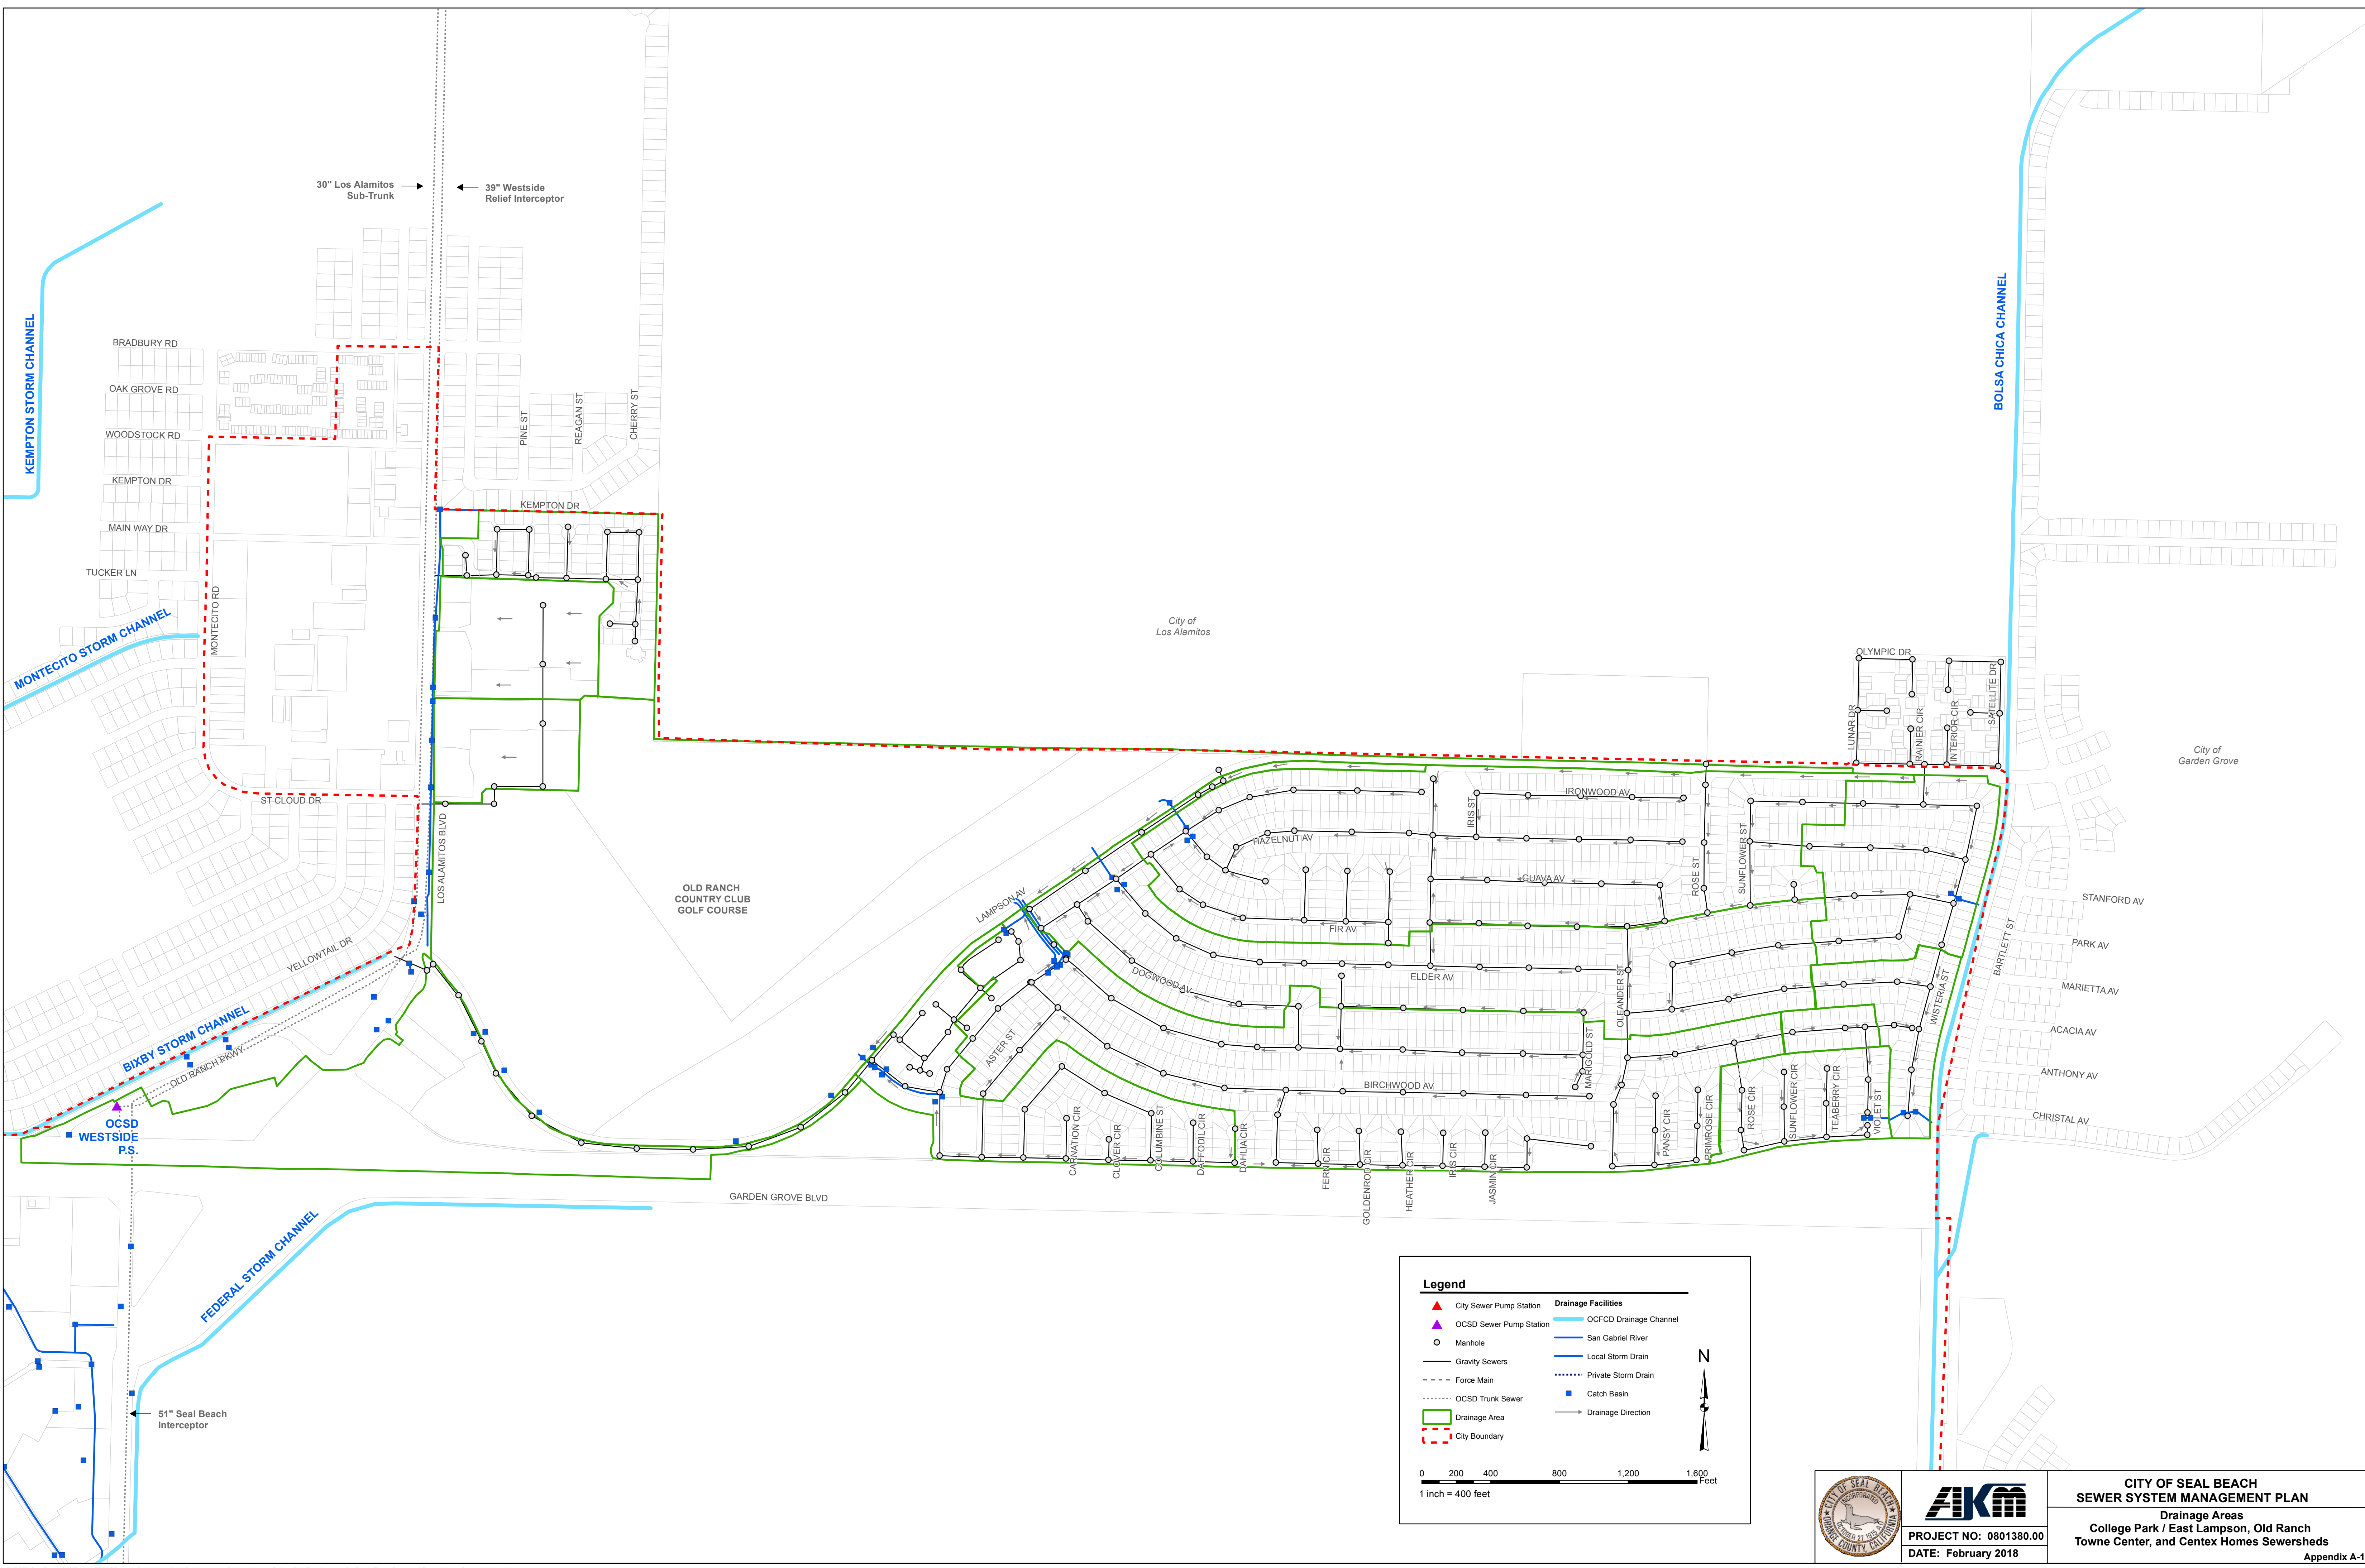 30" Los Alamitos
Sub-Trunk
39" Westside
Relief Interceptor
KEMPTON STORM CHANNEL
BRADBURY RD
OAK GROVE RD
WOODSTOCK RD
KEMPTON DR
MAIN WAY DR
TUCKER LN
MONTECITO RD
MONTECITO STORM CHANNEL
PINE ST
REAGAN ST
CHERRY ST
KEMPTON DR
ST CLOUD DR
LOS ALAMITOS BLVD
YELLOWTAIL DR
BIXBY STORM CHANNEL
OLD RANCH PKWY
OCSD
WESTSIDE
P.S.
OLD RANCH
COUNTRY CLUB
GOLF COURSE
City of
Los Alamitos
BOLSA CHICA CHANNEL
City of
Garden Grove
OLYMPIC DR
LUNAR DR
RAINIER CIR
INTERIOR CIR
SATELLITE DR
LAMPSON AV
IRONWOOD AV
IRIS ST
HAZELNUT AV
GUAVA AV
ROSE ST
SUNFLOWER ST
FIR AV
ELDER AV
DOGWOOD AV
OLEANDER ST
ASTER ST
MARIGOLD ST
BIRCHWOOD AV
WISTERIA ST
BARTLETT ST
STANFORD AV
PARK AV
MARIETTA AV
ACACIA AV
ANTHONY AV
CHRISTAL AV
CARNATION CIR
CLOVER CIR
COLUMBINE ST
DAFFODIL CIR
DAHLIA CIR
FERN CIR
GOLDENROD CIR
HEATHER CIR
IRIS CIR
JASMIN CIR
PANSY CIR
PRIMROSE CIR
ROSE CIR
SUNFLOWER CIR
TEABERRY CIR
VIOLET ST
GARDEN GROVE BLVD
FEDERAL STORM CHANNEL
51" Seal Beach
Interceptor
Legend
City Sewer Pump Station
OCSD Sewer Pump Station
Manhole
Gravity Sewers
Force Main
OCSD Trunk Sewer
Drainage Area
City Boundary
Drainage Facilities
OCFCD Drainage Channel
San Gabriel River
Local Storm Drain
Private Storm Drain
Catch Basin
Drainage Direction
N
0 200 400 800 1,200 1,600
Feet
1 inch = 400 feet
CITY OF SEAL BEACH
INCORPORATED
OCTOBER 27, 1915 A.D.
ORANGE COUNTY, CALIFORNIA
AKM
PROJECT NO: 0801380.00
DATE: February 2018
CITY OF SEAL BEACH
SEWER SYSTEM MANAGEMENT PLAN
Drainage Areas
College Park / East Lampson, Old Ranch
Towne Center, and Centex Homes Sewersheds
Appendix A-1